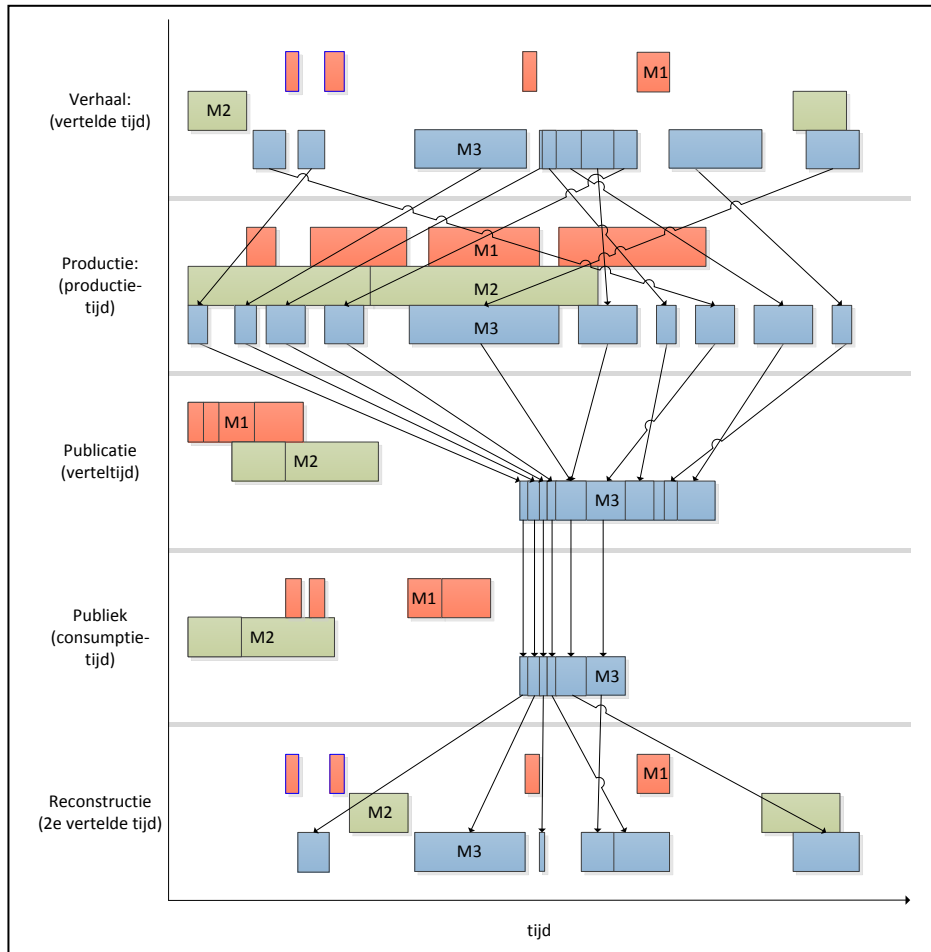 M1
Verhaal:
(vertelde tijd)
M2
M3
Productie:
(productie-
tijd)
M1
M2
M3
Publicatie
(verteltijd)
M1
M2
M3
Publiek
(consumptie-
tijd)
M1
M2
M3
Reconstructie
(2e vertelde tijd)
M1
M2
M3
tijd